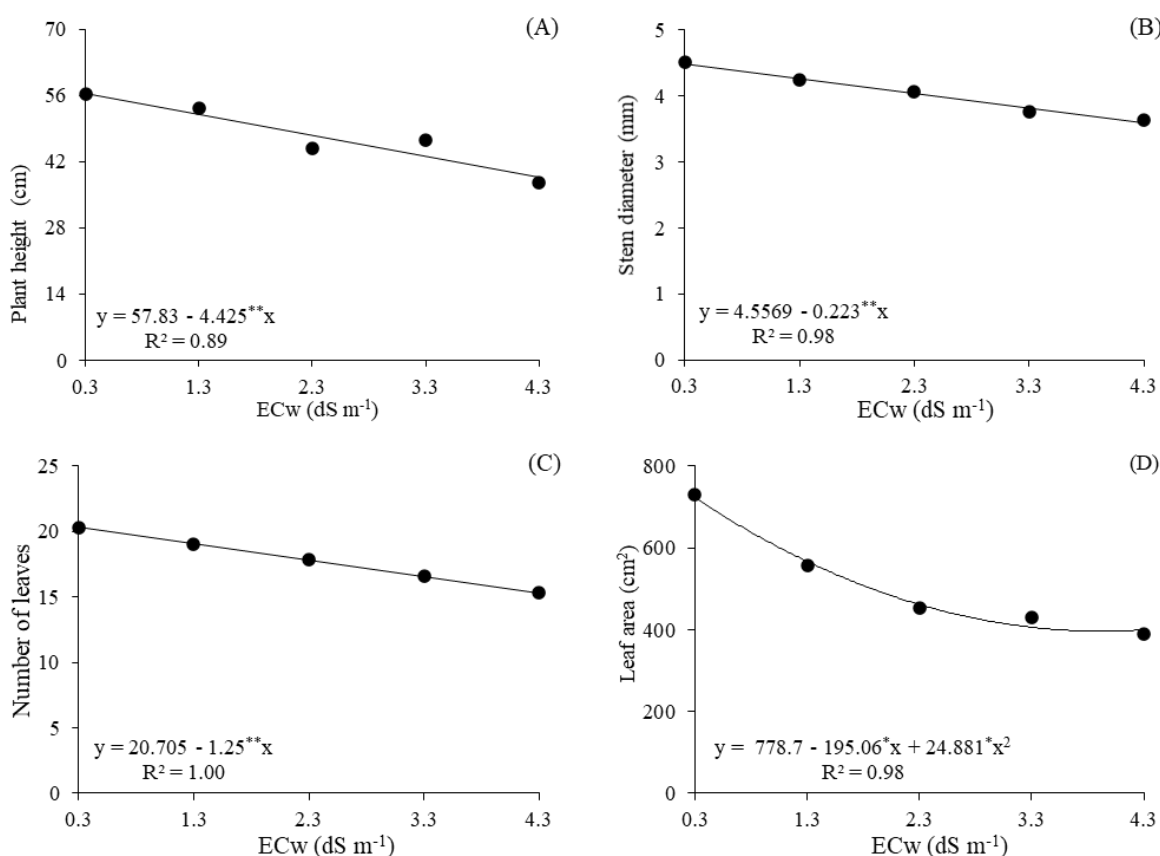 (A)
70
56
42
28
14
0
Plant height (cm)
y = 57.83 - 4.425**x
R² = 0.89
0.3 1.3 2.3 3.3 4.3
ECw (dS m⁻¹)
(B)
5
4
3
2
1
0
Stem diameter (mm)
y = 4.5569 - 0.223**x
R² = 0.98
0.3 1.3 2.3 3.3 4.3
ECw (dS m⁻¹)
(C)
25
20
15
10
5
0
Number of leaves
y = 20.705 - 1.25**x
R² = 1.00
0.3 1.3 2.3 3.3 4.3
ECw (dS m⁻¹)
(D)
800
600
400
200
0
Leaf area (cm²)
y = 778.7 - 195.06*x + 24.881*x²
R² = 0.98
0.3 1.3 2.3 3.3 4.3
ECw (dS m⁻¹)